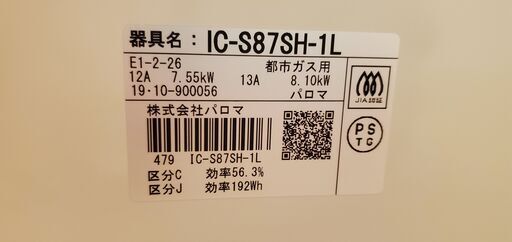 器具名：IC-S87SH-1L
E1-2-26 都市ガス用
12A 7.55kW 13A 8.10kW
19･10-900056 パロマ
株式会社パロマ
479 IC-S87SH-1L
区分C 効率56.3%
区分J 効率192Wh
JIA認証
PS
TG